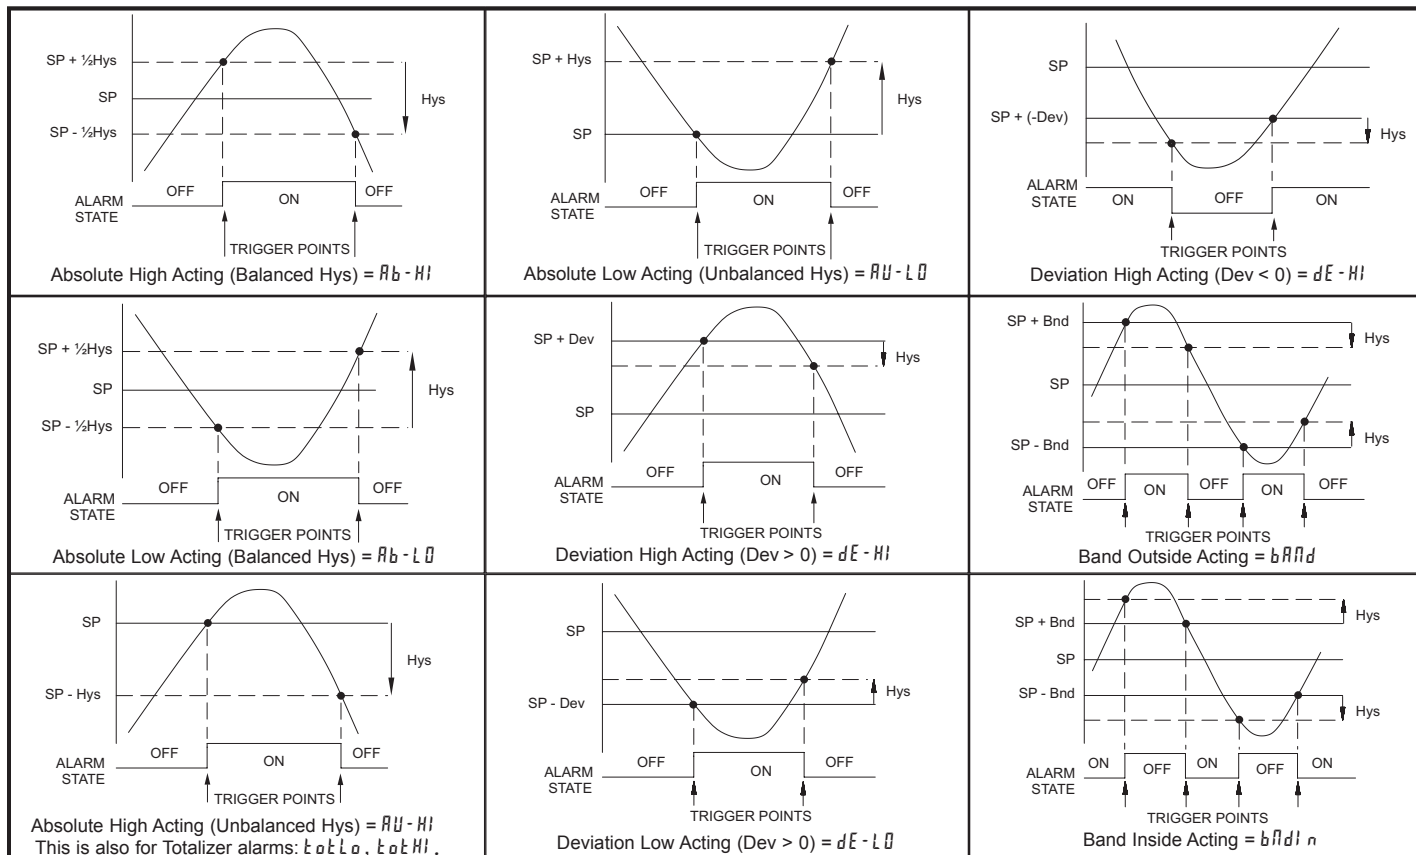 SP + ½Hys
SP
SP - ½Hys
Hys
OFF
ON
OFF
ALARM
STATE
TRIGGER POINTS
Absolute High Acting (Balanced Hys) = Ab-HI
SP + Hys
SP
Hys
OFF
ON
OFF
ALARM
STATE
TRIGGER POINTS
Absolute Low Acting (Unbalanced Hys) = AU-LO
SP
SP + (-Dev)
Hys
ALARM
STATE
ON
OFF
ON
TRIGGER POINTS
Deviation High Acting (Dev < 0) = dE-HI
SP + ½Hys
SP
SP - ½Hys
Hys
OFF
ON
OFF
ALARM
STATE
TRIGGER POINTS
Absolute Low Acting (Balanced Hys) = Ab-LO
SP + Dev
Hys
SP
OFF
ON
OFF
ALARM
STATE
TRIGGER POINTS
Deviation High Acting (Dev > 0) = dE-HI
SP + Bnd
Hys
SP
SP - Bnd
Hys
OFF
ON
OFF
ON
OFF
ALARM
STATE
TRIGGER POINTS
Band Outside Acting = bANd
SP
Hys
SP - Hys
OFF
ON
OFF
ALARM
STATE
TRIGGER POINTS
Absolute High Acting (Unbalanced Hys) = AU-HI
This is also for Totalizer alarms: totLo, totHI.
SP
Hys
SP - Dev
OFF
ON
OFF
ALARM
STATE
TRIGGER POINTS
Deviation Low Acting (Dev > 0) = dE-LO
Hys
SP + Bnd
SP
SP - Bnd
Hys
ON
OFF
ON
OFF
ON
ALARM
STATE
TRIGGER POINTS
Band Inside Acting = bNdIn